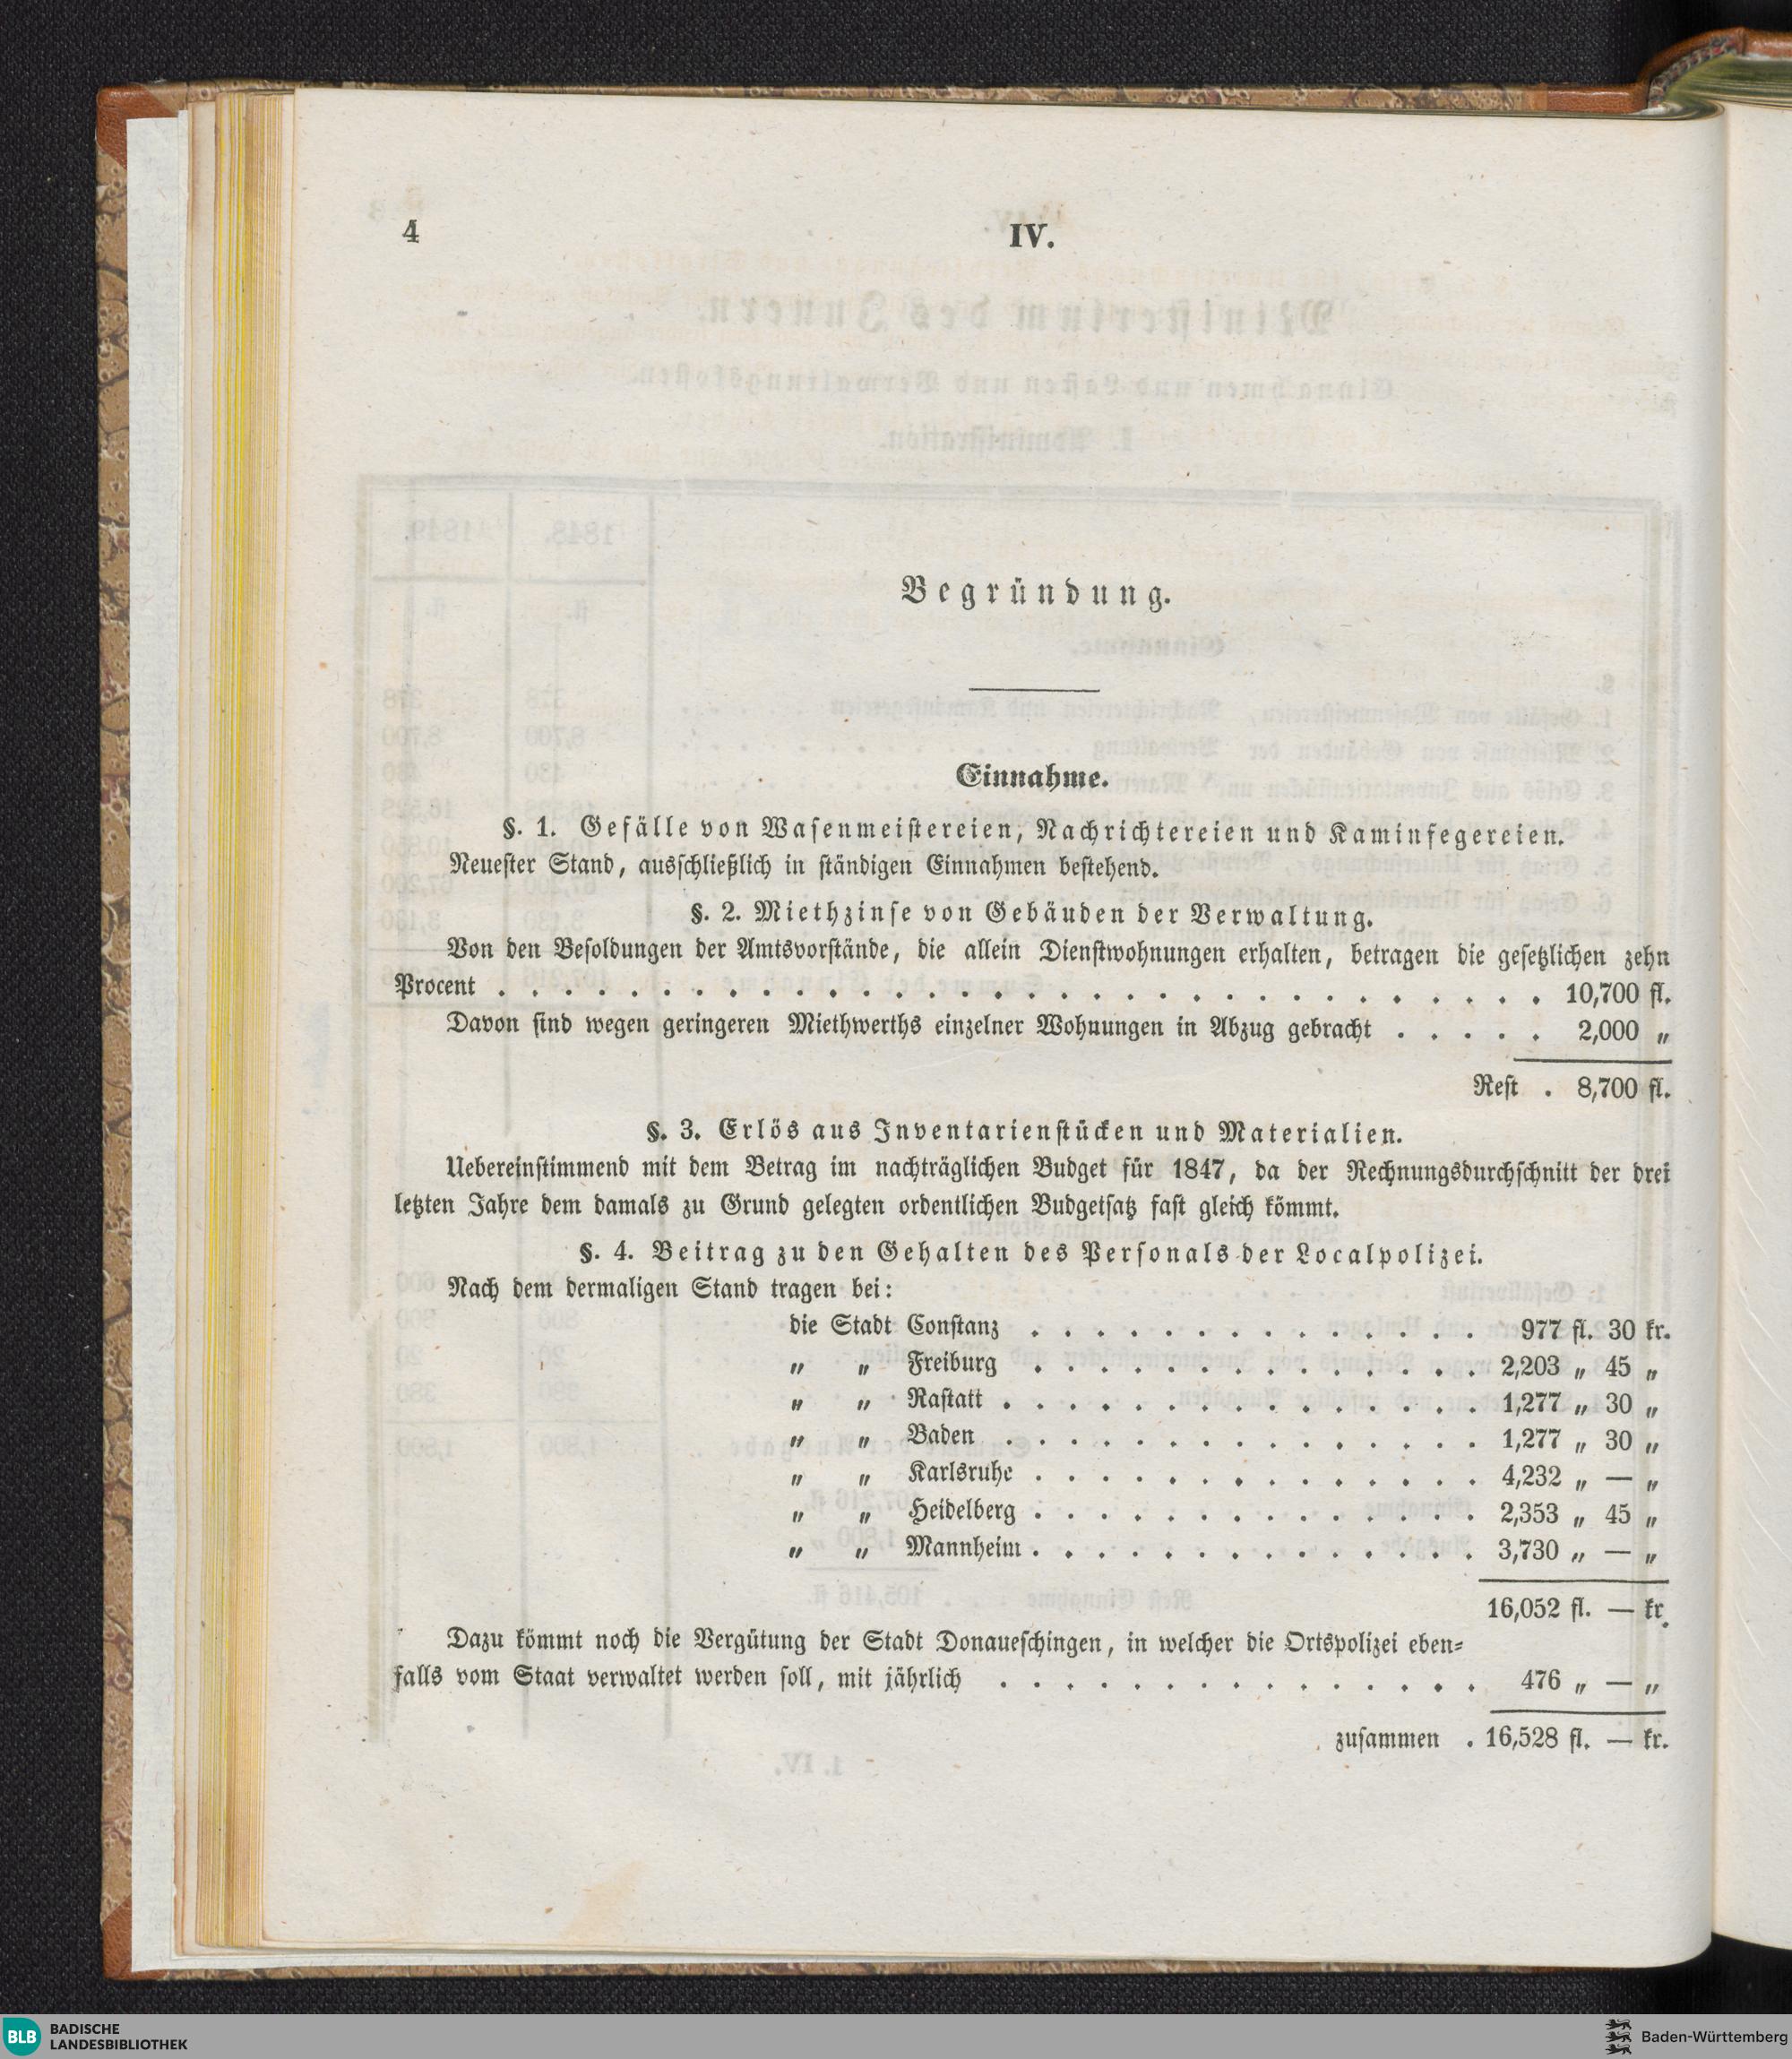 4
IV.
Begründung.
Einnahme.
§. 1. Gefälle von Wasenmeistereien, Nachrichtereien und Kaminfegereien.
Neuester Stand, ausschließlich in ständigen Einnahmen bestehend.
§. 2. Miethzinse von Gebäuden der Verwaltung.
Von den Besoldungen der Amtsvorstände, die allein Dienstwohnungen erhalten, betragen die gesetzlichen zehn
Procent . . . . . . . . . . . . . . . . . . . . . . . . . . . . . . . . 10,700 fl.
Davon sind wegen geringeren Miethwerths einzelner Wohnungen in Abzug gebracht . . . . . 2,000 „
Rest . 8,700 fl.
§. 3. Erlös aus Inventarienstücken und Materialien.
Uebereinstimmend mit dem Betrag im nachträglichen Budget für 1847, da der Rechnungsdurchschnitt der drei
letzten Jahre dem damals zu Grund gelegten ordentlichen Budgetsatz fast gleich kömmt.
§. 4. Beitrag zu den Gehalten des Personals der Localpolizei.
Nach dem dermaligen Stand tragen bei:
die Stadt Constanz . . . . . . . . . . . . . . 977 fl. 30 kr.
„ „ Freiburg . . . . . . . . . . . . . . 2,203 „ 45 „
„ „ Rastatt . . . . . . . . . . . . . . . 1,277 „ 30 „
„ „ Baden . . . . . . . . . . . . . . . 1,277 „ 30 „
„ „ Karlsruhe . . . . . . . . . . . . . . 4,232 „ — „
„ „ Heidelberg . . . . . . . . . . . . . . 2,353 „ 45 „
„ „ Mannheim . . . . . . . . . . . . . . 3,730 „ — „
16,052 fl. — kr.
Dazu kömmt noch die Vergütung der Stadt Donaueschingen, in welcher die Ortspolizei eben-
falls vom Staat verwaltet werden soll, mit jährlich . . . . . . . . . . . . . . . 476 „ — „
zusammen . 16,528 fl. — kr.
BLB BADISCHE
LANDESBIBLIOTHEK
Baden-Württemberg